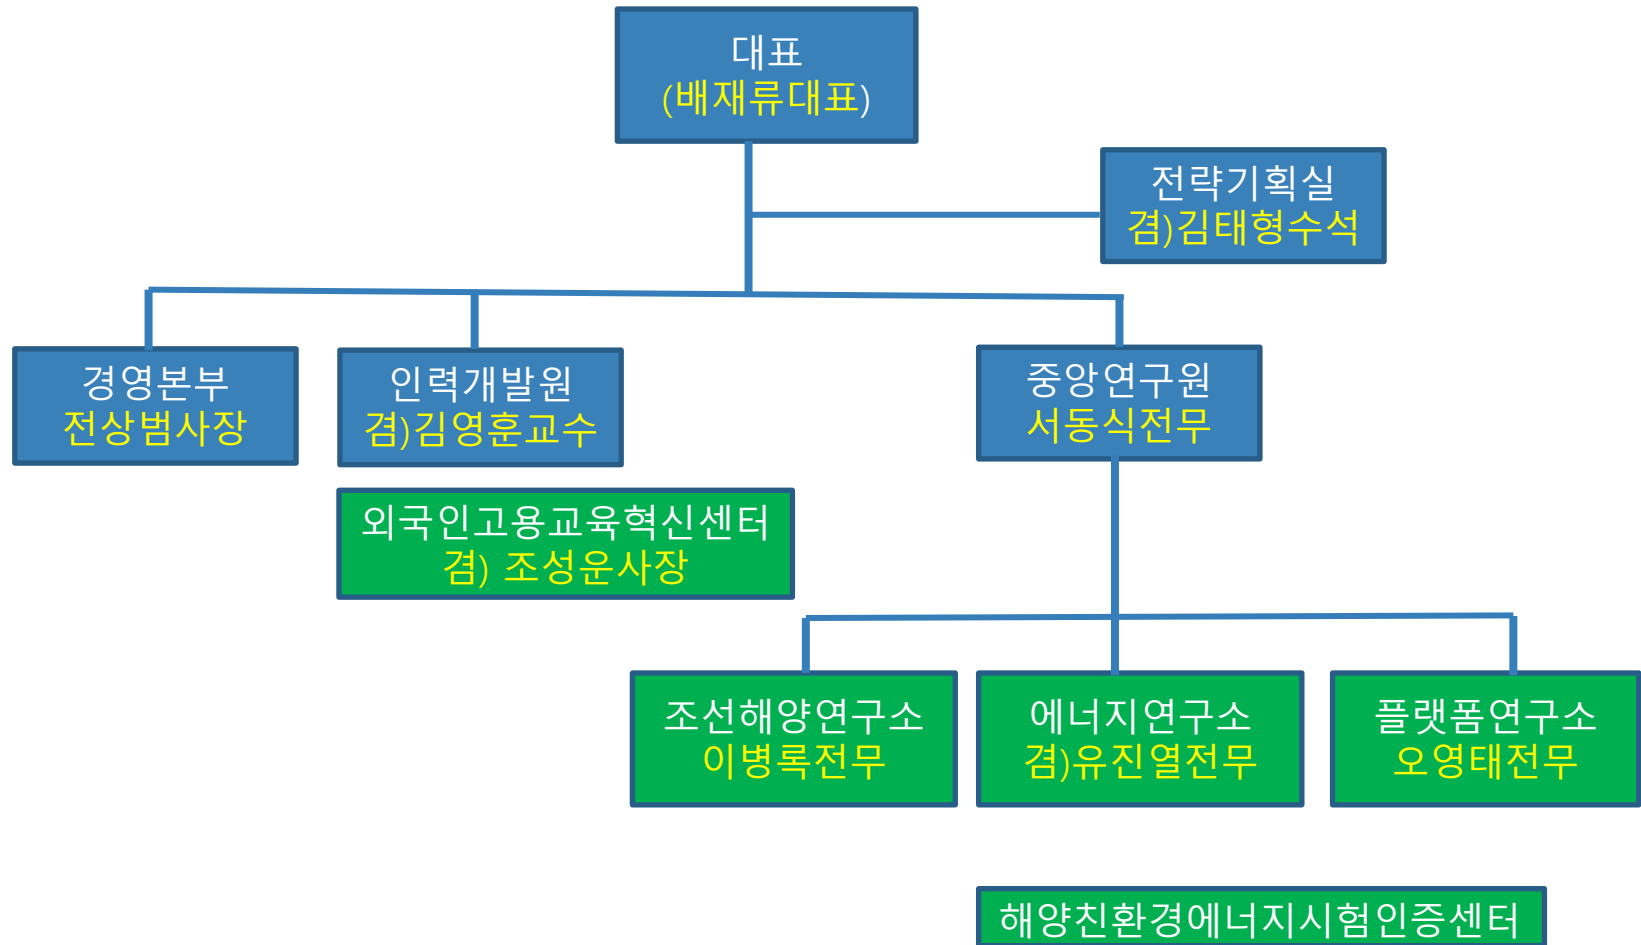 대표
(배재류대표)
전략기획실
겸)김태형수석
경영본부
전상범사장
인력개발원
겸)김영훈교수
중앙연구원
서동식전무
외국인고용교육혁신센터
겸) 조성운사장
조선해양연구소
이병록전무
에너지연구소
겸)유진열전무
플랫폼연구소
오영태전무
해양친환경에너지시험인증센터